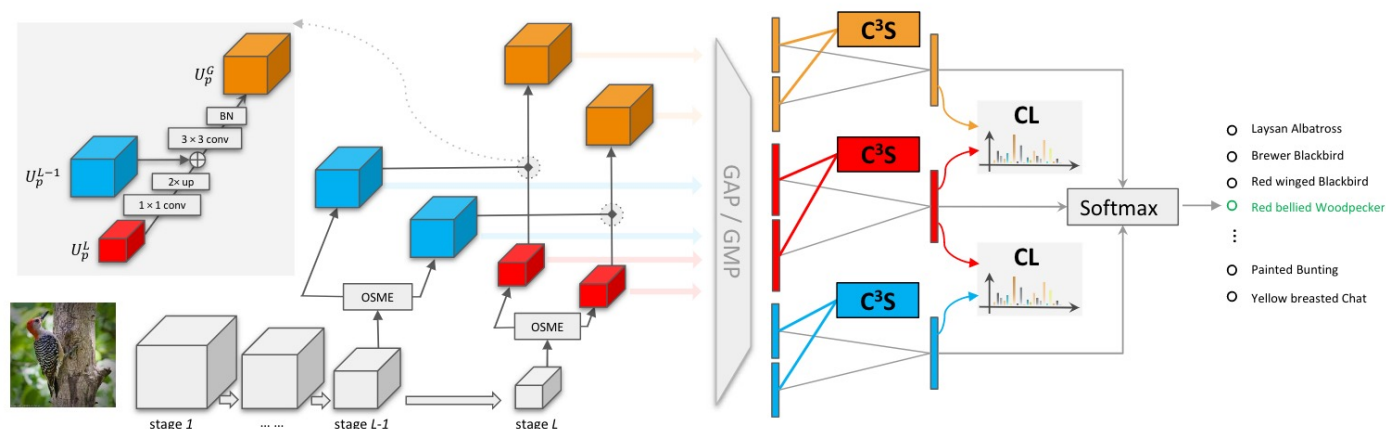 U_p^G
BN
3 × 3 conv
U_p^{L-1}
2× up
1 × 1 conv
U_p^L
OSME
OSME
stage 1
... ...
stage L-1
stage L
GAP / GMP
C³S
C³S
C³S
CL
CL
Softmax
Laysan Albatross
Brewer Blackbird
Red winged Blackbird
Red bellied Woodpecker
⋮
Painted Bunting
Yellow breasted Chat